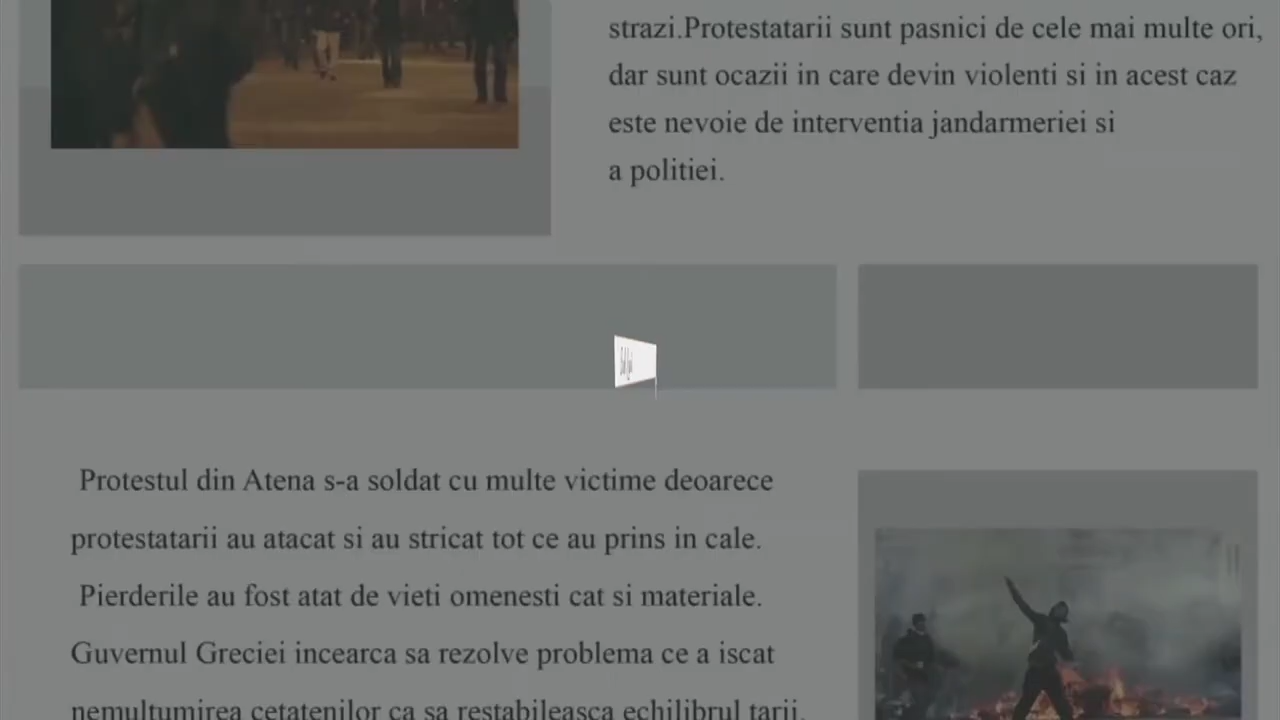 strazi.Protestatarii sunt pasnici de cele mai multe ori,
dar sunt ocazii in care devin violenti si in acest caz
este nevoie de interventia jandarmeriei si
a politiei.
Protestul din Atena s-a soldat cu multe victime deoarece
protestatarii au atacat si au stricat tot ce au prins in cale.
Pierderile au fost atat de vieti omenesti cat si materiale.
Guvernul Greciei incearca sa rezolve problema ce a iscat
nemultumirea cetatenilor ca sa restabileasca echilibrul tarii.